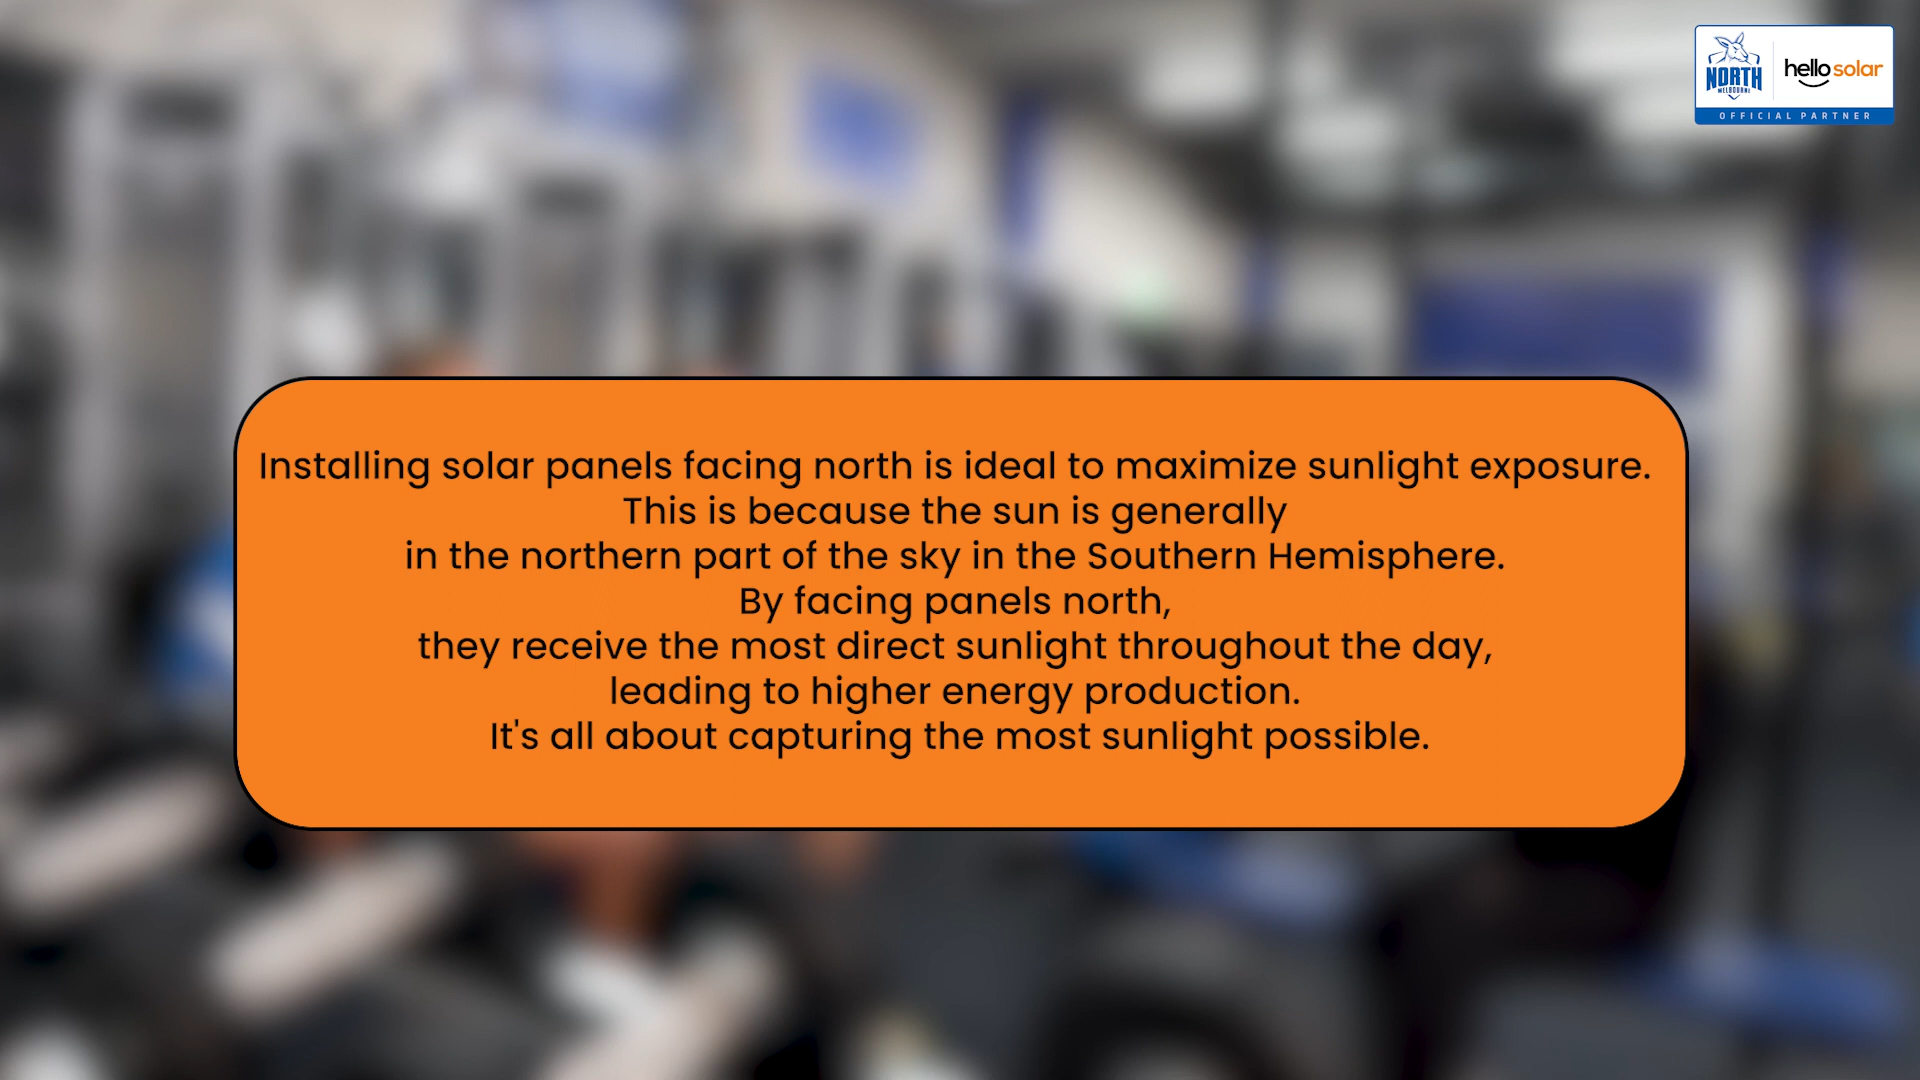 NORTH
MELBOURNE
hello solar
OFFICIAL PARTNER
Installing solar panels facing north is ideal to maximize sunlight exposure.
This is because the sun is generally
in the northern part of the sky in the Southern Hemisphere.
By facing panels north,
they receive the most direct sunlight throughout the day,
leading to higher energy production.
It's all about capturing the most sunlight possible.